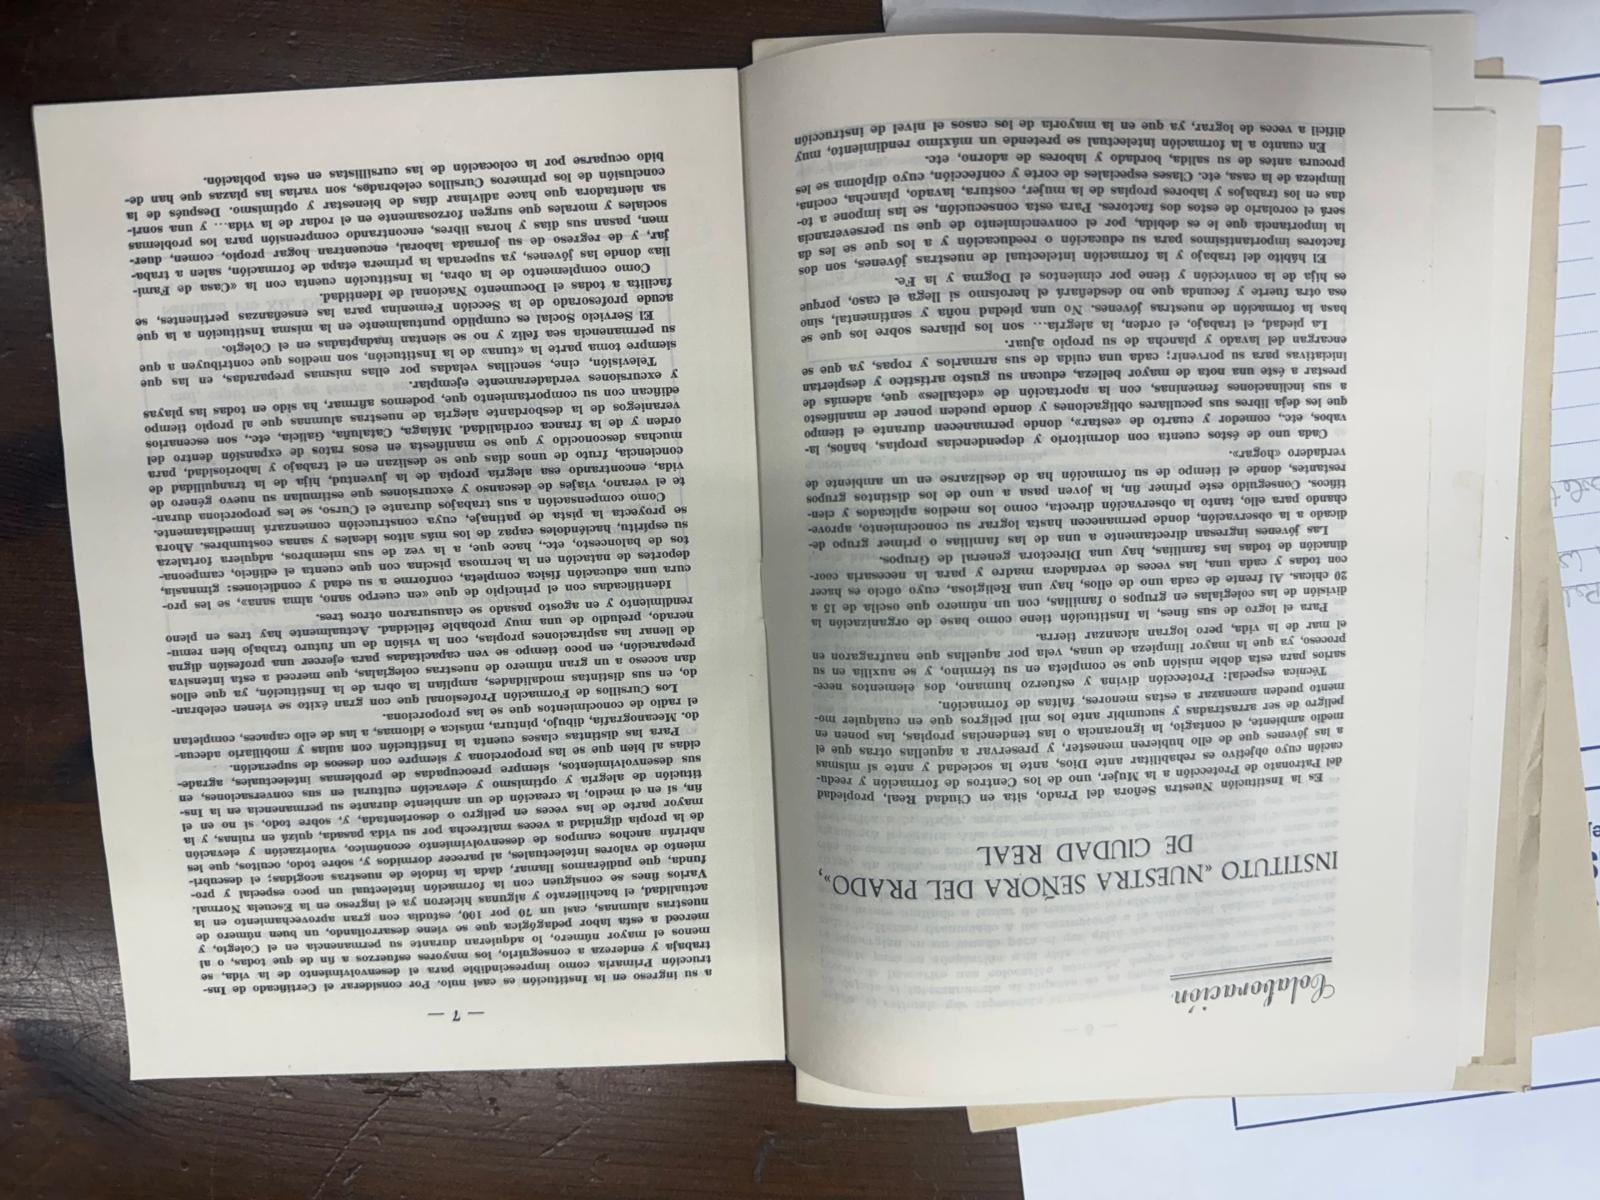 Colaboración
INSTITUTO «NUESTRA SEÑORA DEL PRADO»,
DE CIUDAD REAL
Es la Institución Nuestra Señora del Prado, sita en Ciudad Real, propiedad
del Patronato de Protección a la Mujer, uno de los Centros de formación y reedu-
cación cuyo objetivo es rehabilitar ante Dios, ante la sociedad y ante sí mismas
a las jóvenes que de ello hubieren menester, y preservar a aquellas otras que el
medio ambiente, el contagio, la ignorancia o las tendencias propias, las ponen en
peligro de ser arrastradas y sucumbir ante los mil peligros que en cualquier mo-
mento pueden amenazar a estas menores, faltas de formación.
Técnica especial: Protección divina y esfuerzo humano, dos elementos nece-
sarios para esta doble misión que se completa en su término, y se auxilia en su
proceso, ya que la mayor limpieza de unas, vela por aquellas que naufragaron en
el mar de la vida, pero logran alcanzar tierra.
Para el logro de sus fines, la Institución tiene como base de organización la
división de las colegialas en grupos o familias, con un número que oscila de 15 a
20 chicas. Al frente de cada uno de ellos, hay una Religiosa, cuyo oficio es hacer
con todas y cada una, las veces de verdadera madre y para la necesaria coor-
dinación de todas las familias, hay una Directora general de Grupos.
Las jóvenes ingresan directamente a una de las familias o primer grupo de-
dicado a la observación, donde permanecen hasta lograr su conocimiento, aprove-
chando para ello, tanto la observación directa, como los medios aplicados y cien-
tíficos. Conseguido este primer fin, la joven pasa a uno de los distintos grupos
restantes, donde el tiempo de su formación ha de deslizarse en un ambiente de
verdadero «hogar».
Cada uno de éstos cuenta con dormitorio y dependencias propias, baños, la-
vabos, etc., comedor y cuarto de «estar», donde permanecen durante el tiempo
que les deja libres sus peculiares obligaciones y donde pueden poner de manifiesto
a sus inclinaciones femeninas, con la aportación de «detalles» que, además de
prestar a éste una nota de mayor belleza, educan su gusto artístico y despiertan
iniciativas para su porvenir; cada una cuida de sus armarios y ropas, ya que se
encargan del lavado y plancha de su propio ajuar.
La piedad, el trabajo, el orden, la alegría... son los pilares sobre los que se
basa la formación de nuestras jóvenes. No una piedad ñoña y sentimental, sino
esa otra fuerte y fecunda que no desdeñará el heroísmo si llega el caso, porque
es hija de la convicción y tiene por cimientos el Dogma y la Fe.
El hábito del trabajo y la formación intelectual de nuestras jóvenes, son dos
factores importantísimos para su educación o reeducación y a los que se les da
la importancia que le es debida, por el convencimiento de que su perseverancia
será el corolario de estos dos factores. Para esta consecución, se las impone a to-
das en los trabajos y labores propias de la mujer, costura, lavado, plancha, cocina,
limpieza de la casa, etc. Clases especiales de corte y confección, cuyo diploma se les
procura antes de su salida, bordado y labores de adorno, etc.
En cuanto a la formación intelectual se pretende un máximo rendimiento, muy
difícil a veces de lograr, ya que en la mayoría de los casos el nivel de instrucción
— 7 —
a su ingreso en la Institución es casi nulo. Por considerar el Certificado de Ins-
trucción Primaria como imprescindible para el desenvolvimiento de la vida, se
trabaja y endereza a conseguirlo, los mayores esfuerzos a fin de que todas, o al
menos el mayor número, lo adquieran durante su permanencia en el Colegio, y
merced a esta labor pedagógica que se viene desarrollando, un buen número de
nuestras alumnas, casi un 70 por 100, estudia con gran aprovechamiento en la
actualidad, el bachillerato y algunas hicieron ya el ingreso en la Escuela Normal.
Varios fines se consiguen con la formación intelectual un poco especial y pro-
funda, que pudiéramos llamar, dada la índole de nuestras acogidas; el descubri-
miento de valores intelectuales, al parecer dormidos y, sobre todo, ocultos, que les
abrirán anchos campos de desenvolvimiento económico, valorización y elevación
de la propia dignidad a veces maltrecha por su vida pasada, quizá en ruinas, y la
mayor parte de las veces en peligro o desorientada, y, sobre todo, si no en el
fin, sí en el medio, la creación de un ambiente durante su permanencia en la Ins-
titución de alegría y optimismo y elevación cultural en sus conversaciones, en
sus desenvolvimientos, siempre preocupadas de problemas intelectuales, agrade-
cidas al bien que se las proporciona y siempre con deseos de superación.
Para las distintas clases cuenta la Institución con aulas y mobiliario adecua-
do. Mecanografía, dibujo, pintura, música e idiomas, a las de ello capaces, completan
el radio de conocimientos que se las proporciona.
Los Cursillos de Formación Profesional que con gran éxito se vienen celebran-
do, en sus distintas modalidades, amplían la obra de la Institución, ya que ellos
dan acceso a un gran número de nuestras colegialas, que merced a esta intensiva
preparación, en poco tiempo se ven capacitadas para ejercer una profesión digna
de llenar las aspiraciones propias, con la visión de un futuro trabajo bien remu-
nerado, preludio de una muy probable felicidad. Actualmente hay tres en pleno
rendimiento y en agosto pasado se clausuraron otros tres.
Identificadas con el principio de que «en cuerpo sano, alma sana», se les pro-
cura una educación física completa, conforme a su edad y condiciones: gimnasia,
deportes de natación en la hermosa piscina con que cuenta el edificio, campeona-
tos de baloncesto, etc., hace que, a la vez de sus miembros, adquiera fortaleza
su espíritu, haciéndoles capaz de los más altos ideales y sanas costumbres. Ahora
se proyecta la pista de patinaje, cuya construcción comenzará inmediatamente.
Como compensación a sus trabajos durante el Curso, se les proporciona duran-
te el verano, viajes de descanso y excursiones que estimulan su nuevo género de
vida, encontrando esa alegría propia de la juventud, hija de la tranquilidad de
conciencia, fruto de unos días que se deslizan en el trabajo y laboriosidad, para
muchas desconocido y que se manifiesta en esos ratos de expansión dentro del
orden y de la franca cordialidad. Málaga, Cataluña, Galicia, etc., son escenarios
veraniegos de la desbordante alegría de nuestras alumnas que al propio tiempo
edifican con su comportamiento que, podemos afirmar, ha sido en todas las playas
y excursiones verdaderamente ejemplar.
Televisión, cine, sencillas veladas por ellas mismas preparadas, en las que
siempre toma parte la «tuna» de la Institución, son medios que contribuyen a que
su permanencia sea feliz y no se sientan inadaptadas en el Colegio.
El Servicio Social es cumplido puntualmente en la misma Institución a la que
acude profesorado de la Sección Femenina para las enseñanzas pertinentes, se
facilita a todas el Documento Nacional de Identidad.
Como complemento de la obra, la Institución cuenta con la «Casa de Fami-
lia» donde las jóvenes, ya superada la primera etapa de formación, salen a traba-
jar, y de regreso de su jornada laboral, encuentran hogar propio, comen, duer-
men, pasan sus días y horas libres, encontrando comprensión para los problemas
sociales y morales que surgen forzosamente en el rodar de la vida... y una sonri-
sa alentadora que hace adivinar días de bienestar y optimismo. Después de la
conclusión de los primeros Cursillos celebrados, son varias las plazas que han de-
bido ocuparse por la colocación de las cursillistas en esta población.